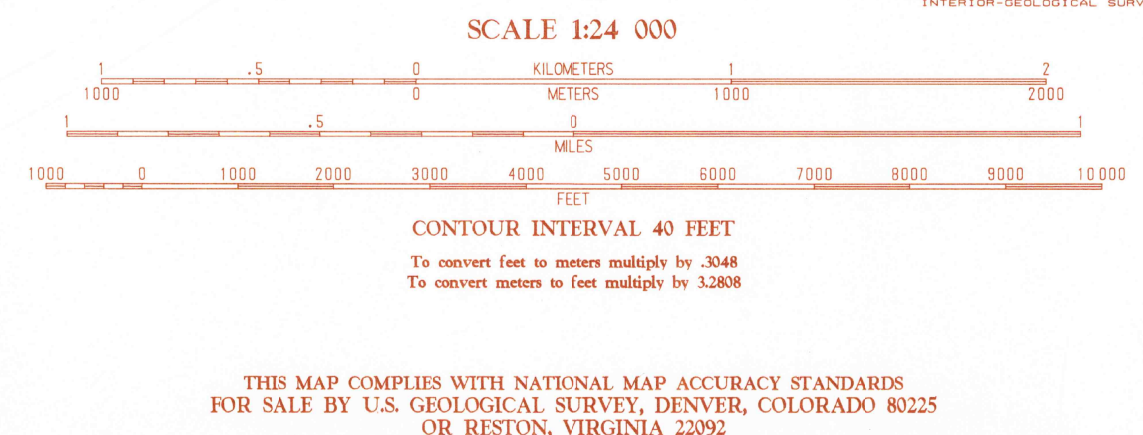 INTERIOR-GEOLOGICAL
SCALE 1:24 000
1 .5 0 KILOMETERS 1 2
1000 0 METERS 1000 2000
1 .5 0 1
MILES
1000 0 1000 2000 3000 4000 5000 6000 7000 8000 9000 10 000
FEET
CONTOUR INTERVAL 40 FEET
To convert feet to meters multiply by .3048
To convert meters to feet multiply by 3.2808
THIS MAP COMPLIES WITH NATIONAL MAP ACCURACY STANDARDS
FOR SALE BY U.S. GEOLOGICAL SURVEY, DENVER, COLORADO 80225
OR RESTON, VIRGINIA 22092